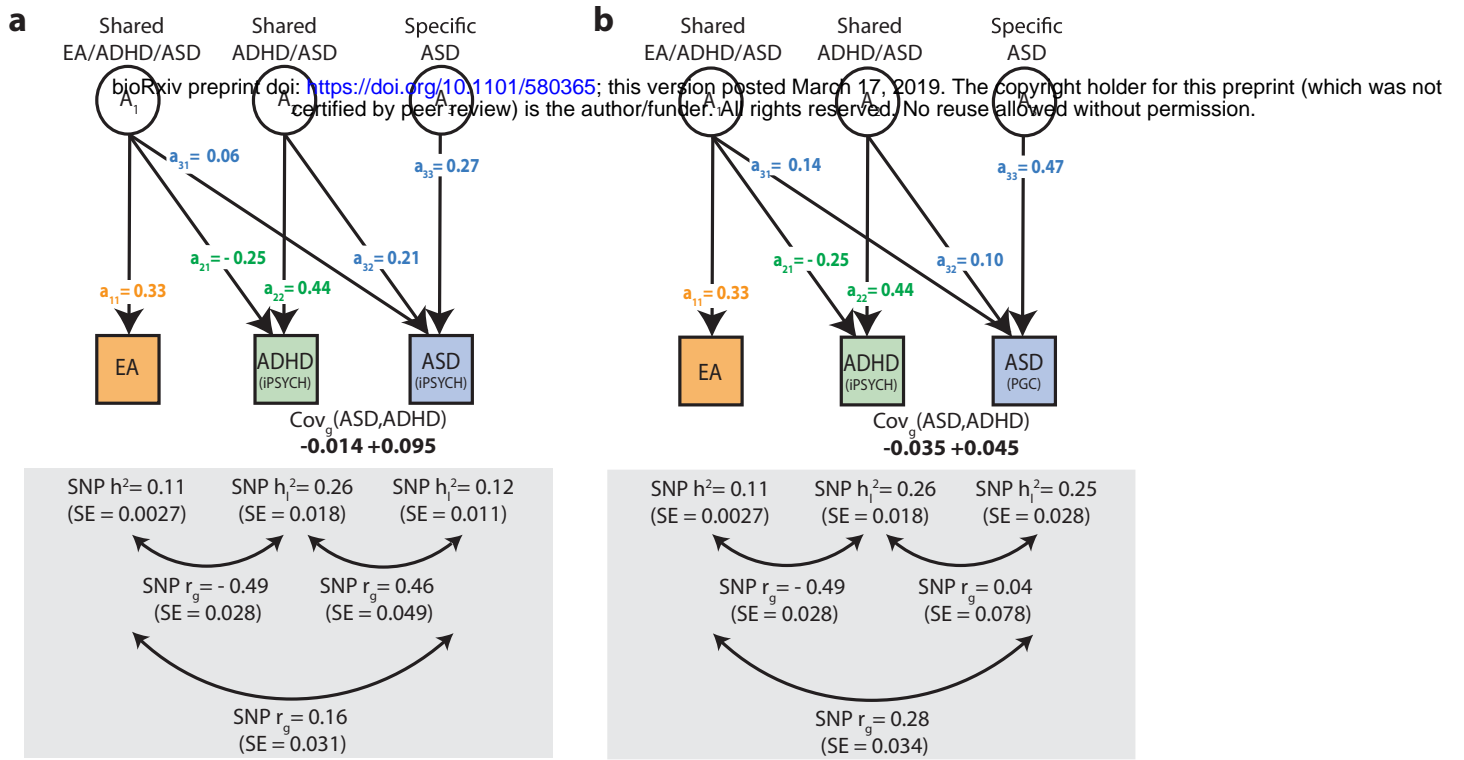 a
Shared
EA/ADHD/ASD
Shared
ADHD/ASD
Specific
ASD
b
Shared
EA/ADHD/ASD
Shared
ADHD/ASD
Specific
ASD
bioRxiv preprint doi: https://doi.org/10.1101/580365; this version posted March 17, 2019. The copyright holder for this preprint (which was not
certified by peer review) is the author/funder. All rights reserved. No reuse allowed without permission.
A1
A
A
A1
A2
A
a31= 0.06
a33= 0.27
a21= - 0.25
a32= 0.21
a11= 0.33
a22= 0.44
EA
ADHD
(iPSYCH)
ASD
(iPSYCH)
Covg(ASD,ADHD)
-0.014 +0.095
SNP h²= 0.11
(SE = 0.0027)
SNP hl²= 0.26
(SE = 0.018)
SNP hl²= 0.12
(SE = 0.011)
SNP rg= - 0.49
(SE = 0.028)
SNP rg= 0.46
(SE = 0.049)
SNP rg= 0.16
(SE = 0.031)
a31= 0.14
a33= 0.47
a21= - 0.25
a32= 0.10
a11= 0.33
a22= 0.44
EA
ADHD
(iPSYCH)
ASD
(PGC)
Covg(ASD,ADHD)
-0.035 +0.045
SNP h²= 0.11
(SE = 0.0027)
SNP hl²= 0.26
(SE = 0.018)
SNP hl²= 0.25
(SE = 0.028)
SNP rg= - 0.49
(SE = 0.028)
SNP rg= 0.04
(SE = 0.078)
SNP rg= 0.28
(SE = 0.034)